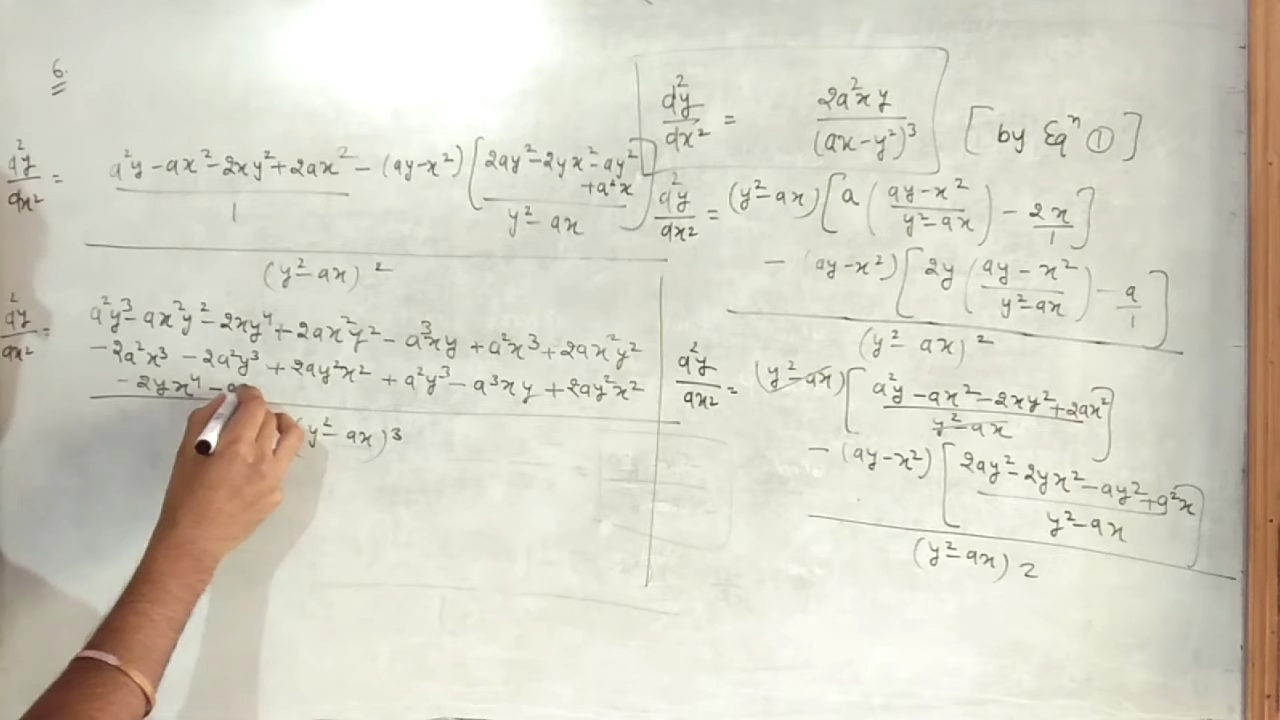 6.
d²y/dx² = (a²y - ax² - 2xy² + 2ax²)/1 - (ay-x²) [(2ay² - 2yx² - ay² + a²x)/(y² - ax)]
(y² - ax)²
d²y/dx² = a²y³ - ax²y² - 2xy⁴ + 2ax²y² - a³xy + a²x³ + 2ax²y²
- 2a²x³ - 2a²y³ + 2ay²x² + a²y³ - a³xy + 2ay²x²
- 2yx⁴ - a
(y² - ax)³
d²y/dx² = 2a²xy/(ax-y²)³ [by Eqⁿ ①]
d²y/dx² = (y² - ax) [a ((ay-x²)/(y²-ax)) - 2x/1]
- (ay-x²) [2y ((ay-x²)/(y²-ax)) - a/1]
(y² - ax)²
d²y/dx² = (y² - ax) [(a²y - ax² - 2xy² + 2ax²)/(y² - ax)]
- (ay-x²) [(2ay² - 2yx² - ay² + a²x)/(y² - ax)]
(y² - ax)2